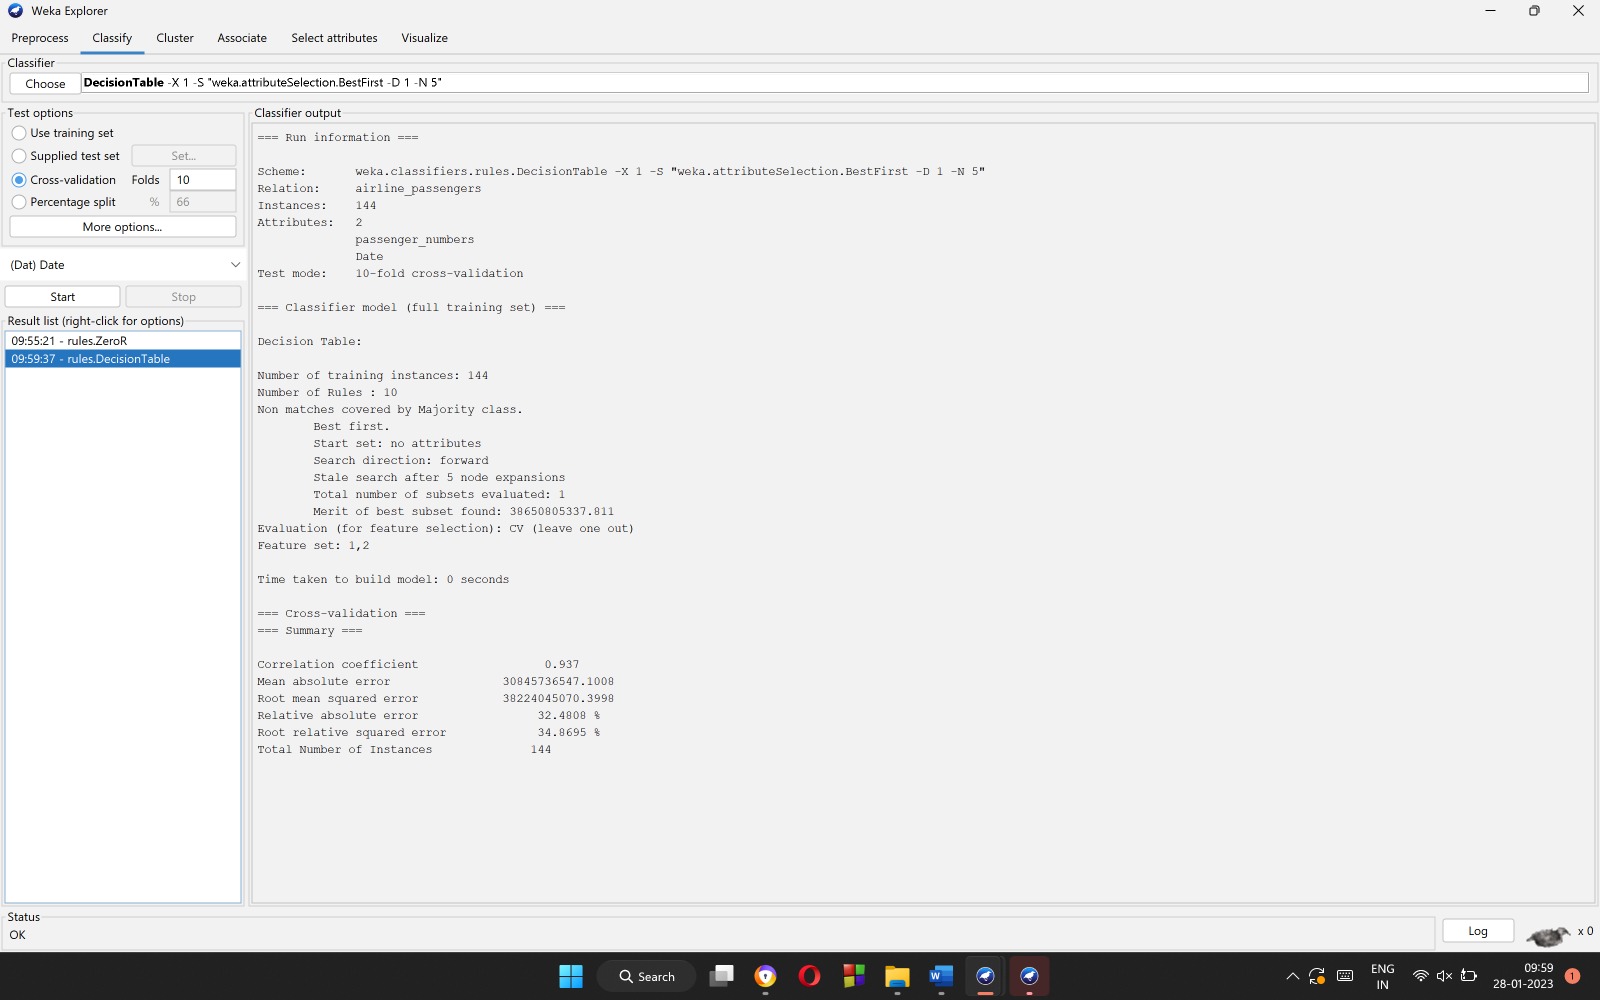 Weka Explorer
Preprocess Classify Cluster Associate Select attributes Visualize
Classifier
Choose DecisionTable -X 1 -S "weka.attributeSelection.BestFirst -D 1 -N 5"
Test options
Use training set
Supplied test set Set...
Cross-validation Folds 10
Percentage split % 66
More options...
(Dat) Date
Start Stop
Result list (right-click for options)
09:55:21 - rules.ZeroR
09:59:37 - rules.DecisionTable
Classifier output
=== Run information ===
Scheme: weka.classifiers.rules.DecisionTable -X 1 -S "weka.attributeSelection.BestFirst -D 1 -N 5"
Relation: airline_passengers
Instances: 144
Attributes: 2
passenger_numbers
Date
Test mode: 10-fold cross-validation
=== Classifier model (full training set) ===
Decision Table:
Number of training instances: 144
Number of Rules : 10
Non matches covered by Majority class.
Best first.
Start set: no attributes
Search direction: forward
Stale search after 5 node expansions
Total number of subsets evaluated: 1
Merit of best subset found: 38650805337.811
Evaluation (for feature selection): CV (leave one out)
Feature set: 1,2
Time taken to build model: 0 seconds
=== Cross-validation ===
=== Summary ===
Correlation coefficient 0.937
Mean absolute error 30845736547.1008
Root mean squared error 38224045070.3998
Relative absolute error 32.4808 %
Root relative squared error 34.8695 %
Total Number of Instances 144
Status
OK
Log
x 0
Search
ENG
IN
09:59
28-01-2023
1